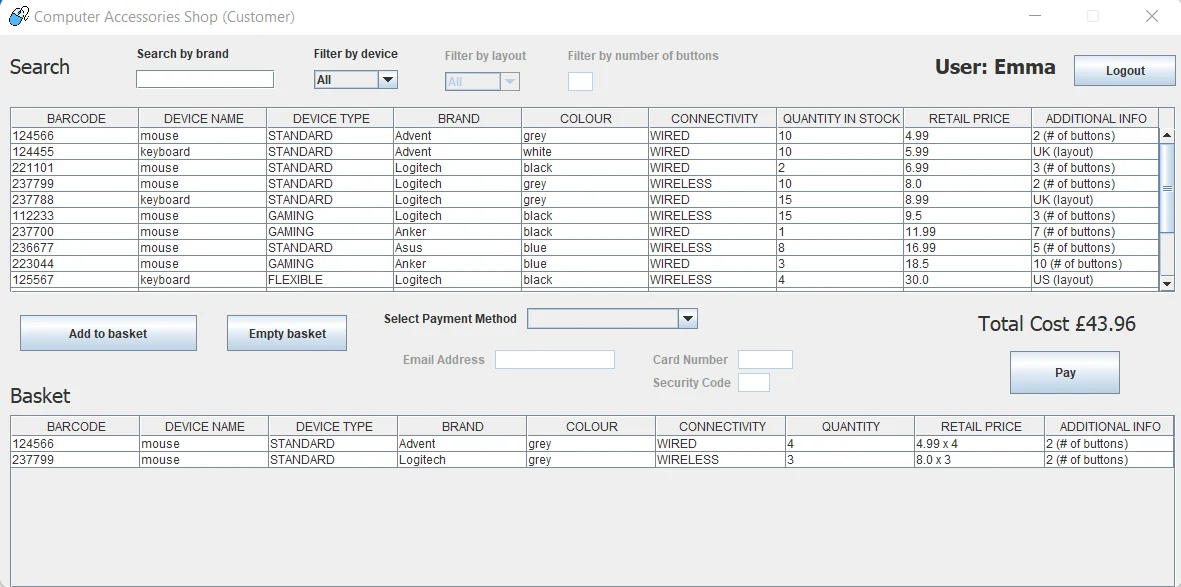 Computer Accessories Shop (Customer)
Search
Search by brand
Filter by device
All
Filter by layout
All
Filter by number of buttons
User: Emma
Logout
BARCODE DEVICE NAME DEVICE TYPE BRAND COLOUR CONNECTIVITY QUANTITY IN STOCK RETAIL PRICE ADDITIONAL INFO
124566 mouse STANDARD Advent grey WIRED 10 4.99 2 (# of buttons)
124455 keyboard STANDARD Advent white WIRED 10 5.99 UK (layout)
221101 mouse STANDARD Logitech black WIRED 2 6.99 3 (# of buttons)
237799 mouse STANDARD Logitech grey WIRELESS 10 8.0 2 (# of buttons)
237788 keyboard STANDARD Logitech grey WIRED 15 8.99 UK (layout)
112233 mouse GAMING Logitech black WIRELESS 15 9.5 3 (# of buttons)
237700 mouse GAMING Anker black WIRED 1 11.99 7 (# of buttons)
236677 mouse STANDARD Asus blue WIRELESS 8 16.99 5 (# of buttons)
223044 mouse GAMING Anker blue WIRED 3 18.5 10 (# of buttons)
125567 keyboard FLEXIBLE Logitech black WIRELESS 4 30.0 US (layout)
Add to basket
Empty basket
Select Payment Method
Total Cost £43.96
Email Address
Card Number
Security Code
Pay
Basket
BARCODE DEVICE NAME DEVICE TYPE BRAND COLOUR CONNECTIVITY QUANTITY RETAIL PRICE ADDITIONAL INFO
124566 mouse STANDARD Advent grey WIRED 4 4.99 x 4 2 (# of buttons)
237799 mouse STANDARD Logitech grey WIRELESS 3 8.0 x 3 2 (# of buttons)